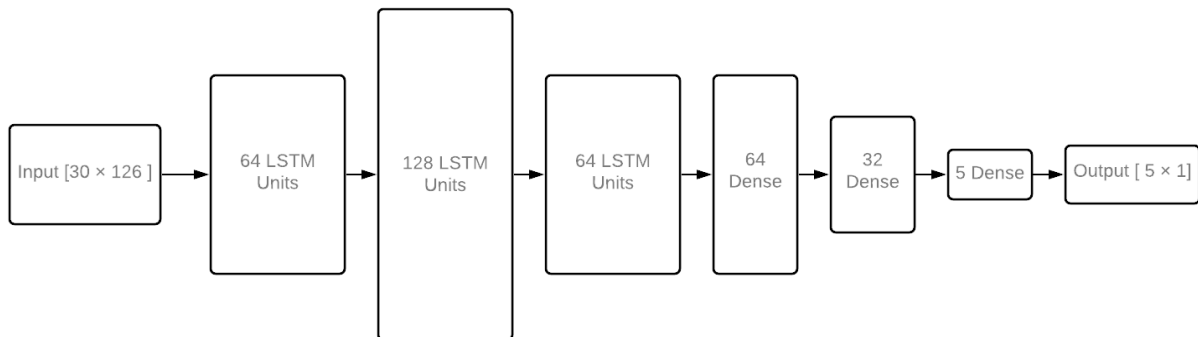 Input [30 × 126 ]
64 LSTM
Units
128 LSTM
Units
64 LSTM
Units
64
Dense
32
Dense
5 Dense
Output [ 5 × 1]